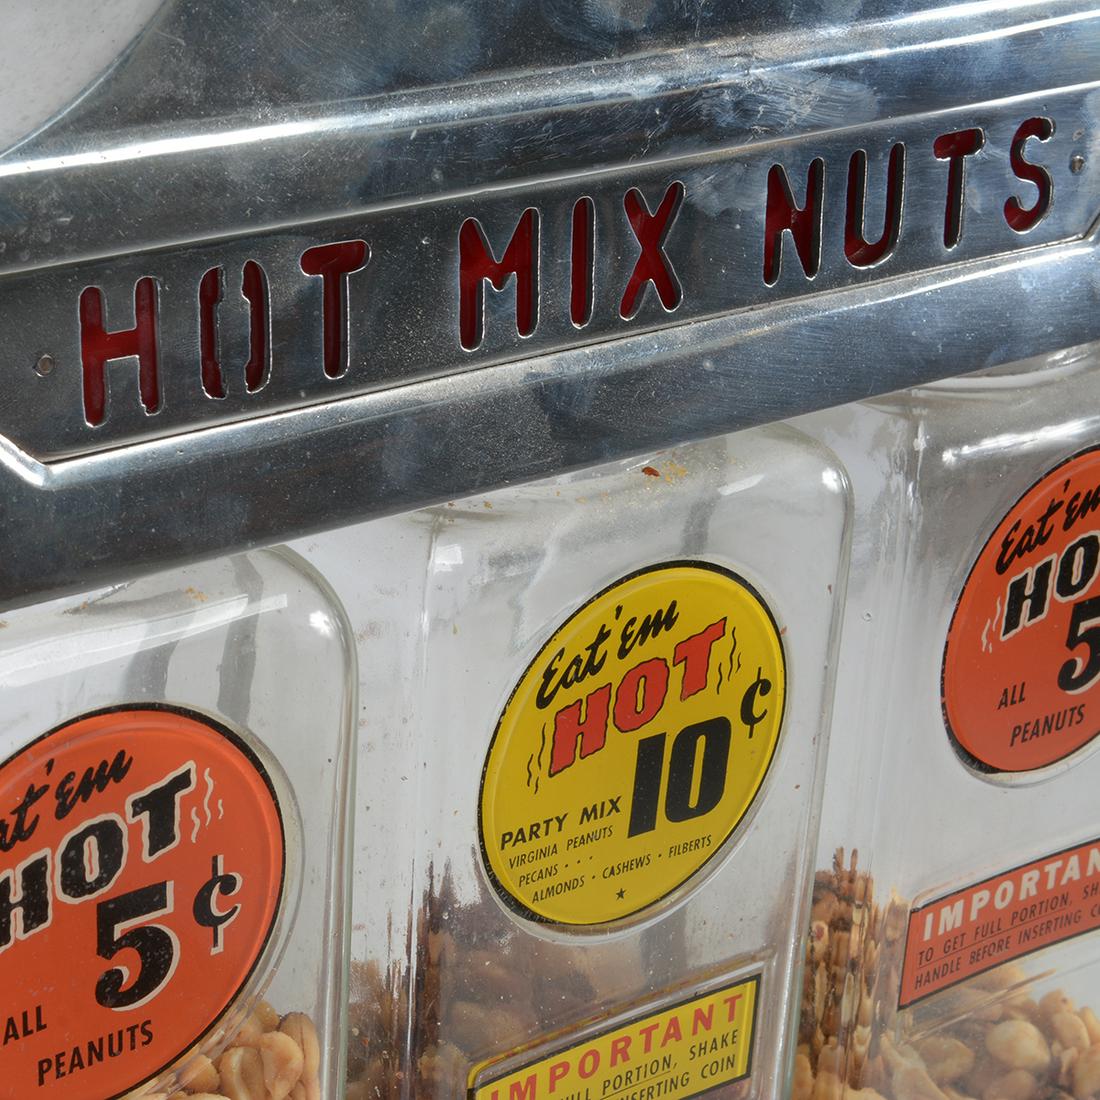 HOT MIX NUTS
Eat 'Em
HOT
5¢
ALL
PEANUTS
Eat 'Em
HOT
10¢
PARTY MIX
VIRGINIA PEANUTS
PECANS · · ·
ALMONDS · CASHEWS · FILBERTS
IMPORTANT
FULL PORTION, SHAKE
INSERTING COIN
Eat 'Em
HO
5
ALL
PEANUTS
IMPORTAN
TO GET FULL PORTION, SH
HANDLE BEFORE INSERTING CO